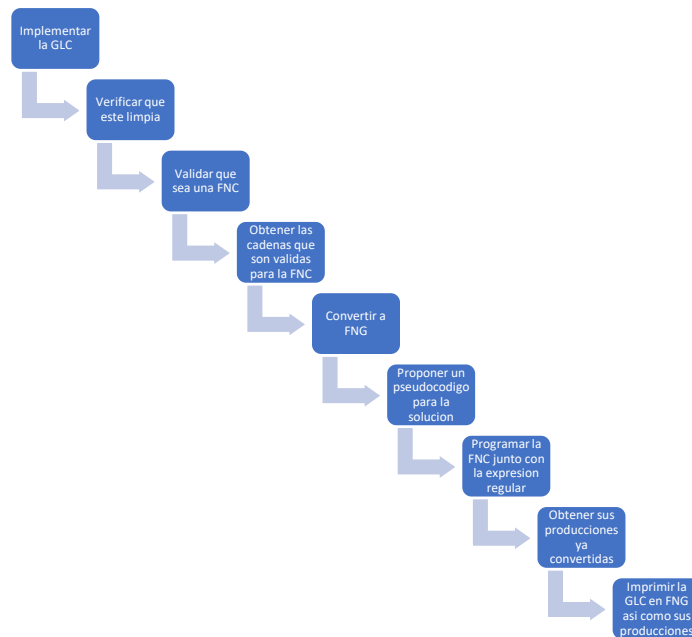 Implementar
la GLC
Verificar que
este limpia
Validar que
sea una FNC
Obtener las
cadenas que
son validas
para la FNC
Convertir a
FNG
Proponer un
pseudocodigo
para la
solucion
Programar la
FNC junto con
la expresion
regular
Obtener sus
producciones
ya
convertidas
Imprimir la
GLC en FNG
asi como sus
producciones